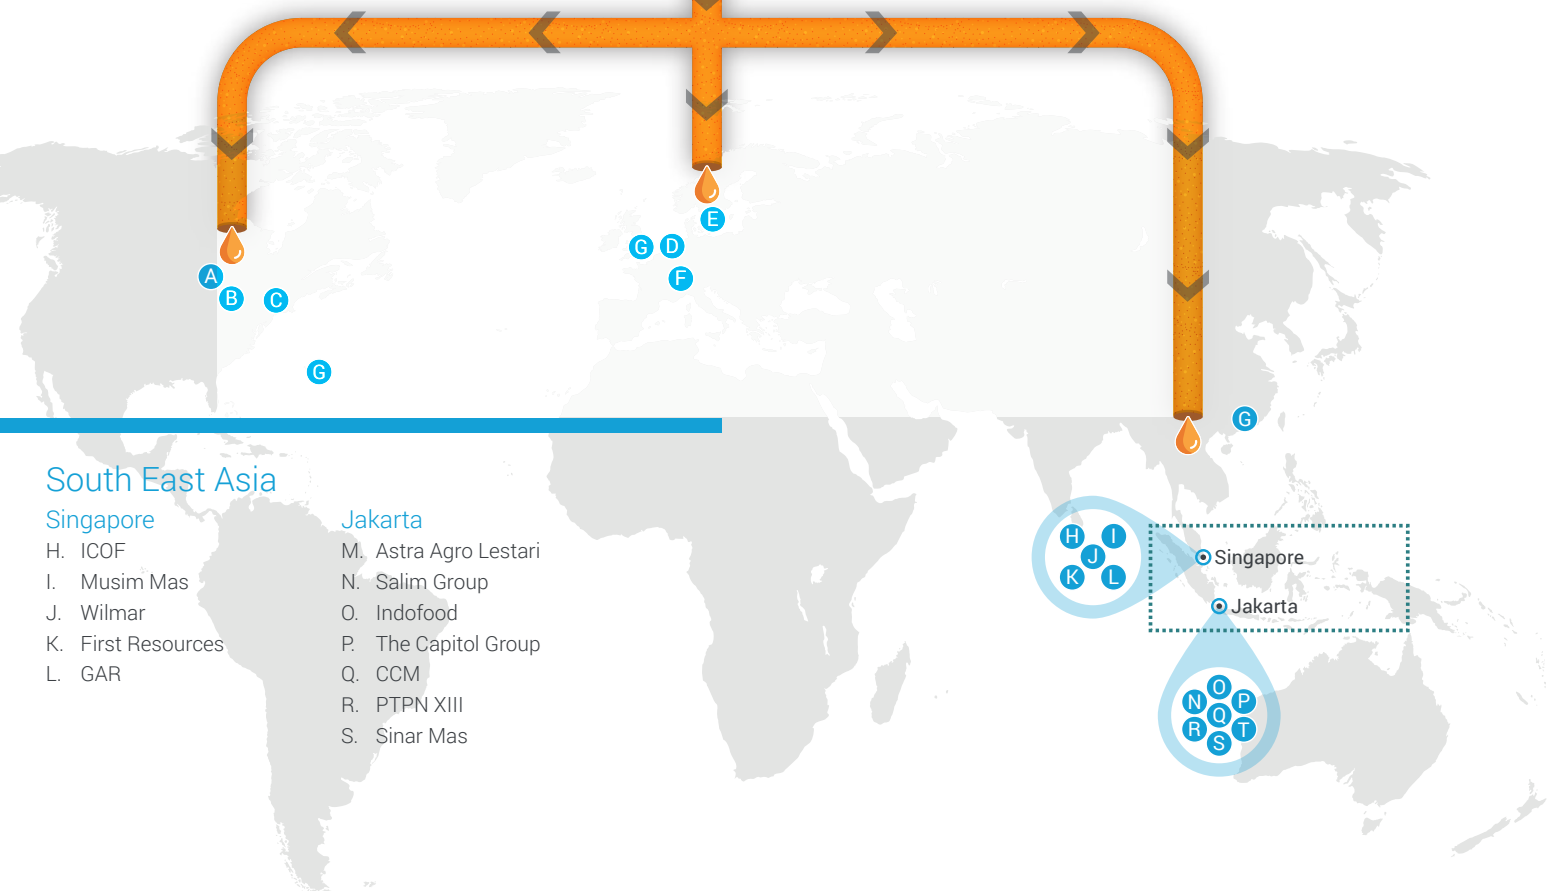 E
G D
F
A
B C
G
G
South East Asia
Singapore
H. ICOF
I. Musim Mas
J. Wilmar
K. First Resources
L. GAR
Jakarta
M. Astra Agro Lestari
N. Salim Group
O. Indofood
P. The Capitol Group
Q. CCM
R. PTPN XIII
S. Sinar Mas
H I
J
K L
Singapore
Jakarta
O
N P
Q
R T
S